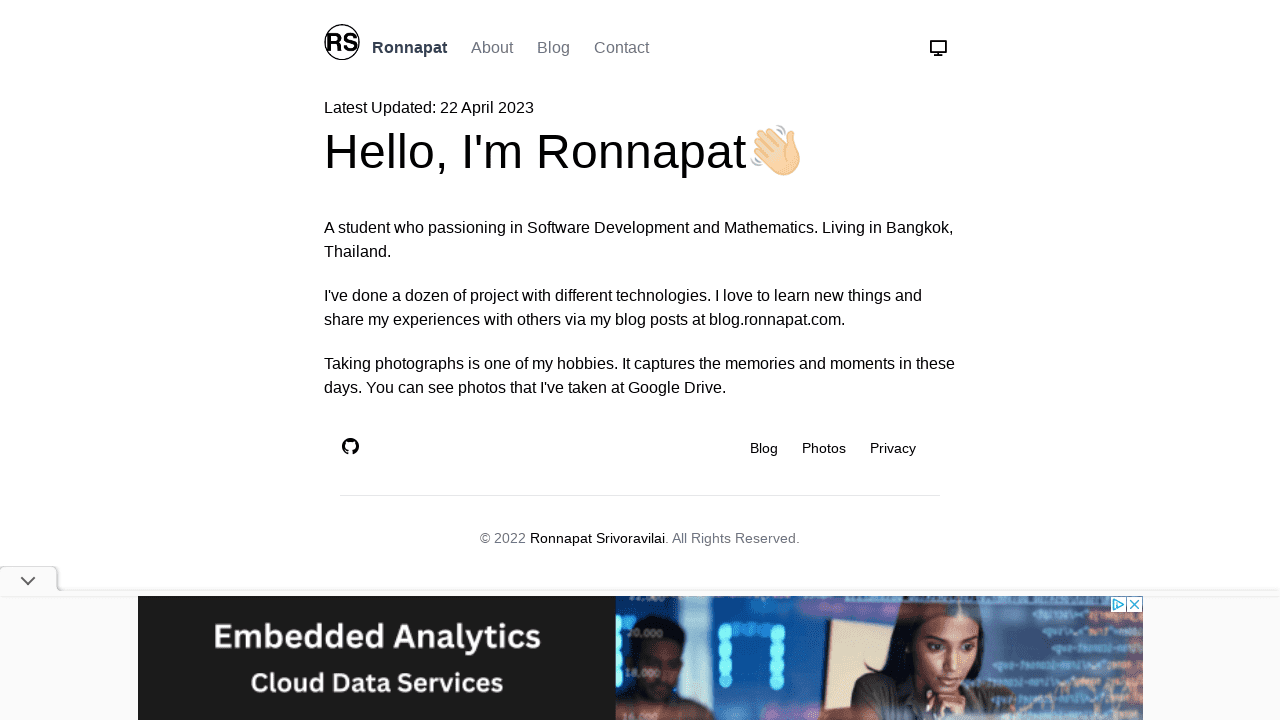 RS Ronnapat About Blog Contact
Latest Updated: 22 April 2023
Hello, I'm Ronnapat👋🏼
A student who passioning in Software Development and Mathematics. Living in Bangkok,
Thailand.
I've done a dozen of project with different technologies. I love to learn new things and
share my experiences with others via my blog posts at blog.ronnapat.com.
Taking photographs is one of my hobbies. It captures the memories and moments in these
days. You can see photos that I've taken at Google Drive.
Blog Photos Privacy
© 2022 Ronnapat Srivoravilai. All Rights Reserved.
Embedded Analytics
Cloud Data Services
20,000